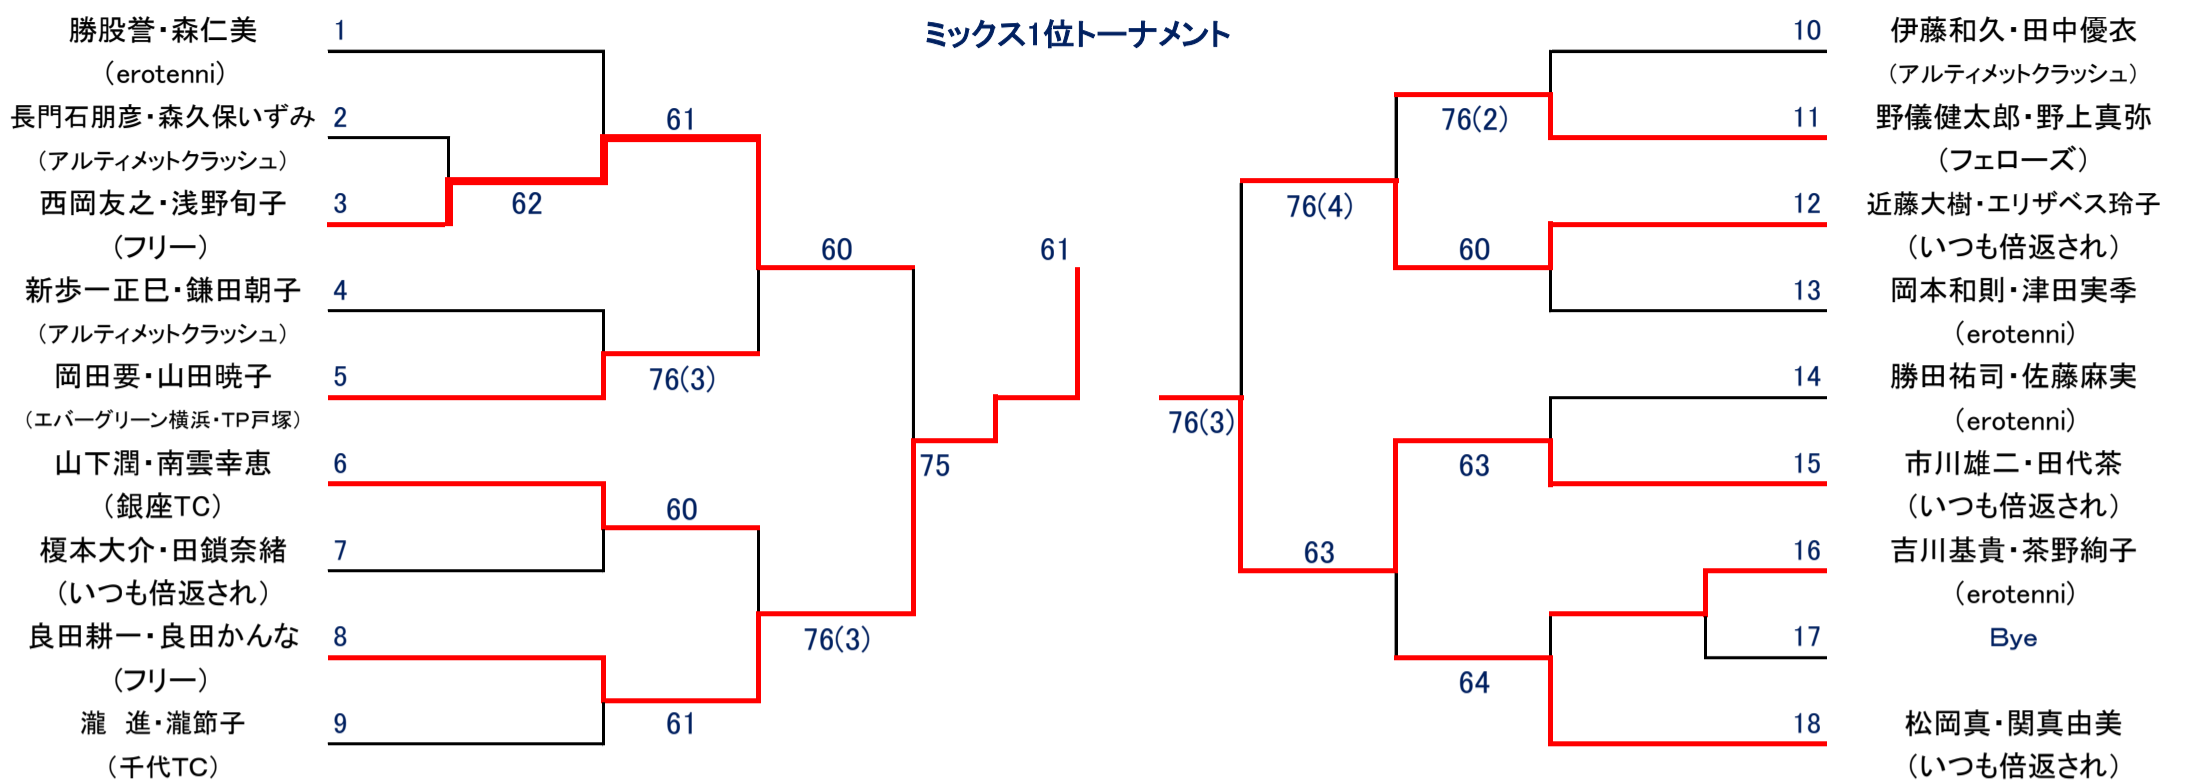 ミックス1位トーナメント
勝股誉・森仁美 1
（erotenni）
長門石朋彦・森久保いずみ 2
（アルティメットクラッシュ）
西岡友之・浅野旬子 3
（フリー）
新歩一正巳・鎌田朝子 4
（アルティメットクラッシュ）
岡田要・山田暁子 5
（エバーグリーン横浜・TP戸塚）
山下潤・南雲幸恵 6
（銀座TC）
榎本大介・田鎖奈緒 7
（いつも倍返され）
良田耕一・良田かんな 8
（フリー）
瀧　進・瀧節子 9
（千代TC）
62
61
76(3)
60
61
60
76(3)
75
61
76(3)
76(4)
63
76(2)
60
63
64
10 伊藤和久・田中優衣
（アルティメットクラッシュ）
11 野儀健太郎・野上真弥
（フェローズ）
12 近藤大樹・エリザベス玲子
（いつも倍返され）
13 岡本和則・津田実季
（erotenni）
14 勝田祐司・佐藤麻実
（erotenni）
15 市川雄二・田代茶
（いつも倍返され）
16 吉川基貴・茶野絢子
（erotenni）
17 Bye
18 松岡真・関真由美
（いつも倍返され）